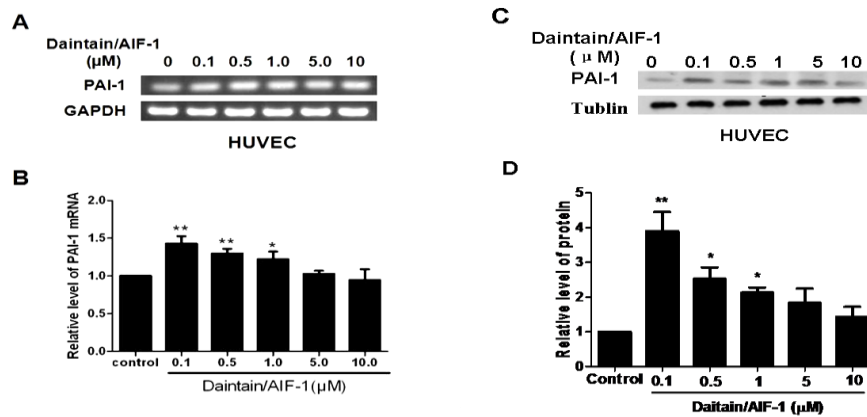 A
Daintain/AIF-1
(µM)
0 0.1 0.5 1.0 5.0 10
PAI-1
GAPDH
HUVEC
B
Relative level of PAI-1 mRNA
2.0
1.5
1.0
0.5
0.0
** ** *
control 0.1 0.5 1.0 5.0 10.0
Daintain/AIF-1(µM)
C
Daintain/AIF-1
( µ M )
0 0.1 0.5 1 5 10
PAI-1
Tublin
HUVEC
D
Relative level of protein
5
4
3
2
1
0
** * *
Control 0.1 0.5 1 5 10
Daitain/AIF-1 (µM)